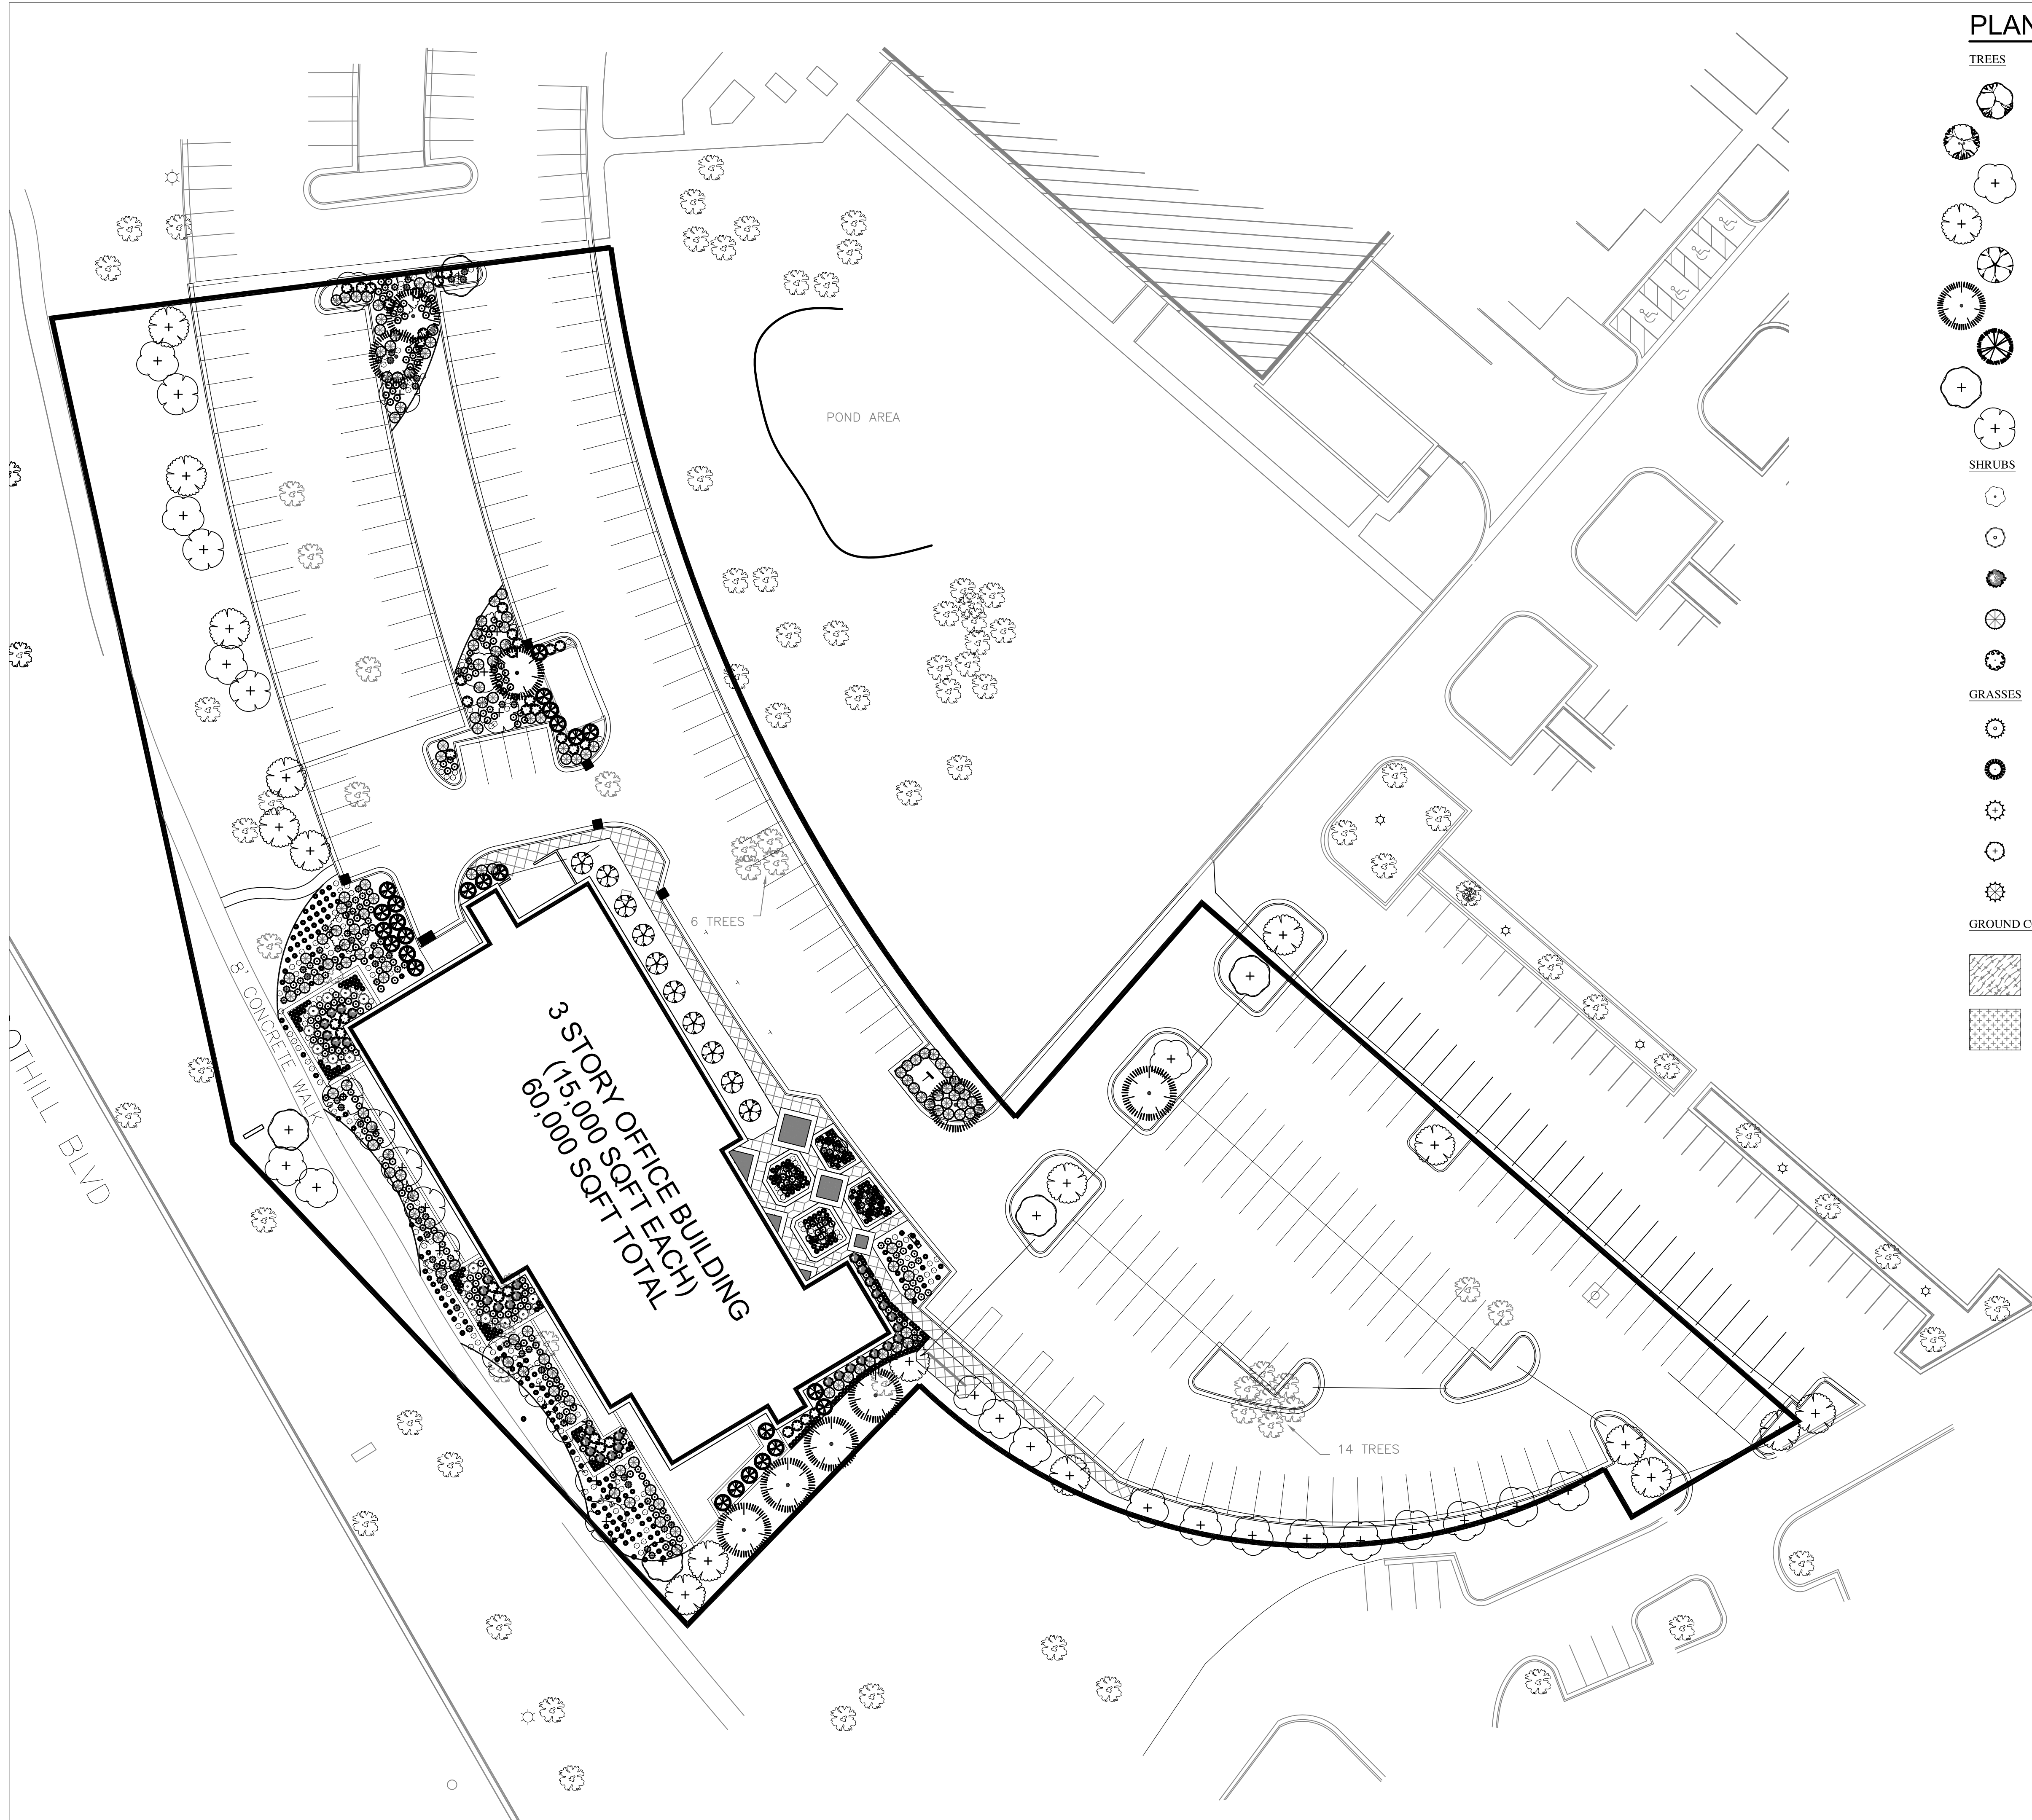 PLAN
TREES
POND AREA
SHRUBS
GRASSES
6 TREES
GROUND C
8' CONCRETE WALK
3 STORY OFFICE BUILDING
(15,000 SQFT EACH)
60,000 SQFT TOTAL
OTHILL BLVD
14 TREES